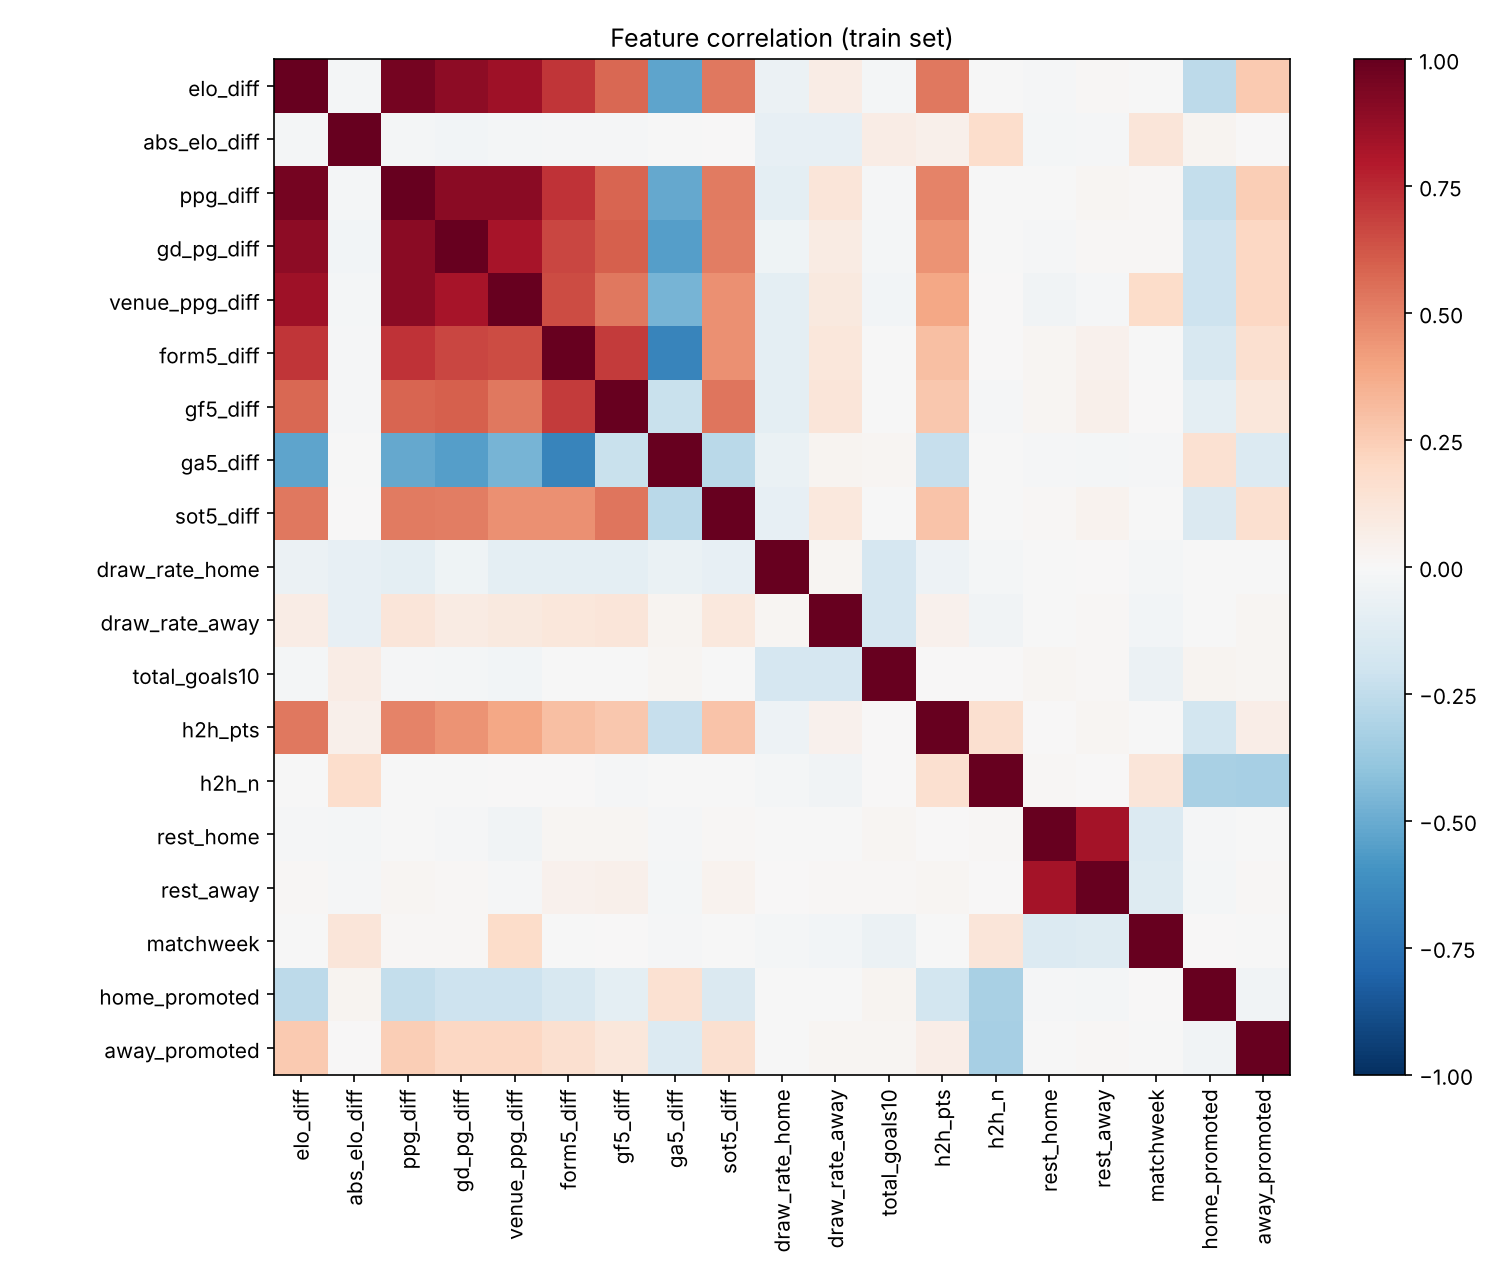 Feature correlation (train set)
elo_diff
abs_elo_diff
ppg_diff
gd_pg_diff
venue_ppg_diff
form5_diff
gf5_diff
ga5_diff
sot5_diff
draw_rate_home
draw_rate_away
total_goals10
h2h_pts
h2h_n
rest_home
rest_away
matchweek
home_promoted
away_promoted
elo_diff
abs_elo_diff
ppg_diff
gd_pg_diff
venue_ppg_diff
form5_diff
gf5_diff
ga5_diff
sot5_diff
draw_rate_home
draw_rate_away
total_goals10
h2h_pts
h2h_n
rest_home
rest_away
matchweek
home_promoted
away_promoted
1.00
0.75
0.50
0.25
0.00
−0.25
−0.50
−0.75
−1.00